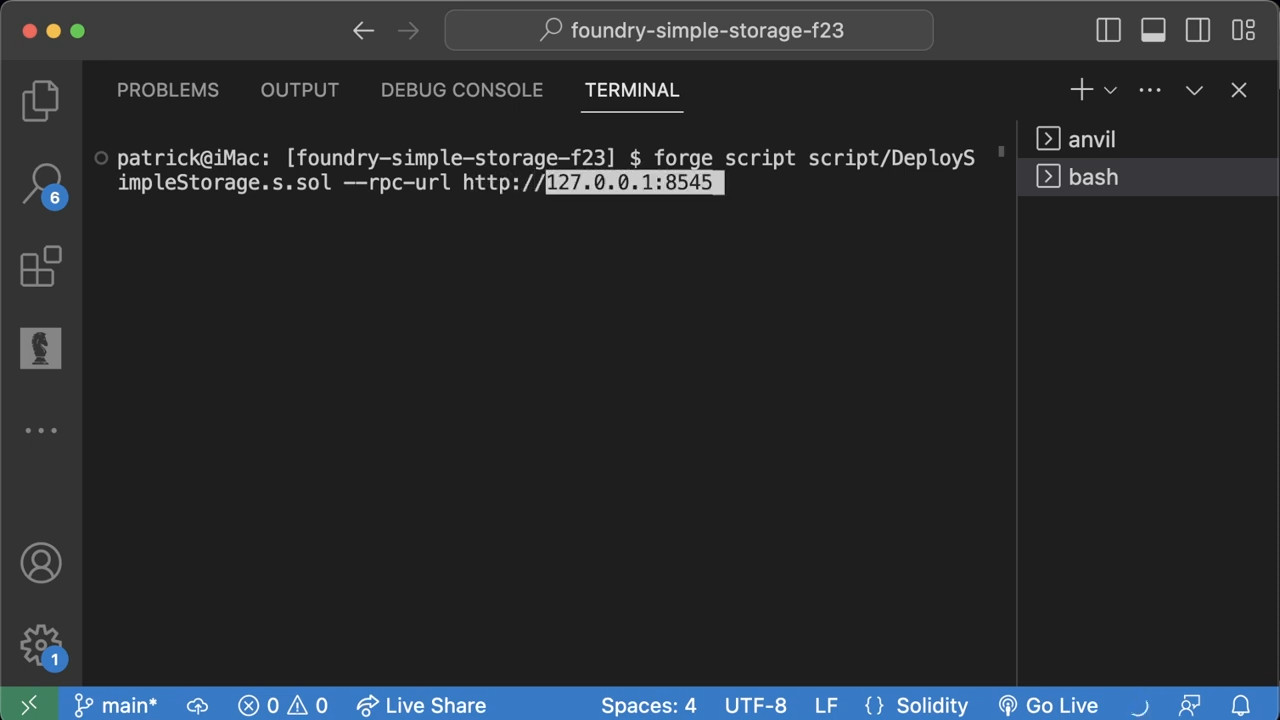 foundry-simple-storage-f23
PROBLEMS OUTPUT DEBUG CONSOLE TERMINAL
patrick@iMac: [foundry-simple-storage-f23] $ forge script script/DeployS
impleStorage.s.sol --rpc-url http://127.0.0.1:8545
anvil
bash
6
1
main* 0 0 Live Share Spaces: 4 UTF-8 LF {} Solidity Go Live